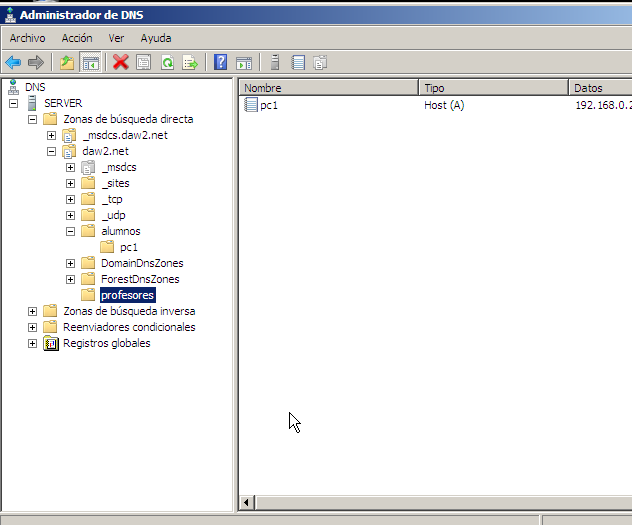 Administrador de DNS
Archivo Acción Ver Ayuda
DNS
SERVER
Zonas de búsqueda directa
_msdcs.daw2.net
daw2.net
_msdcs
_sites
_tcp
_udp
alumnos
pc1
DomainDnsZones
ForestDnsZones
profesores
Zonas de búsqueda inversa
Reenviadores condicionales
Registros globales
Nombre Tipo Datos
pc1 Host (A) 192.168.0.2